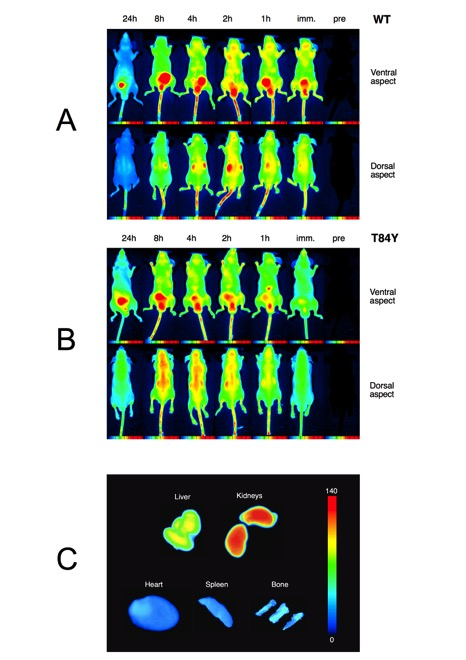 24h 8h 4h 2h 1h imm. pre WT
Ventral
aspect
A
Dorsal
aspect
24h 8h 4h 2h 1h imm. pre T84Y
Ventral
aspect
B
Dorsal
aspect
C
140
Liver Kidneys
Heart Spleen Bone
0